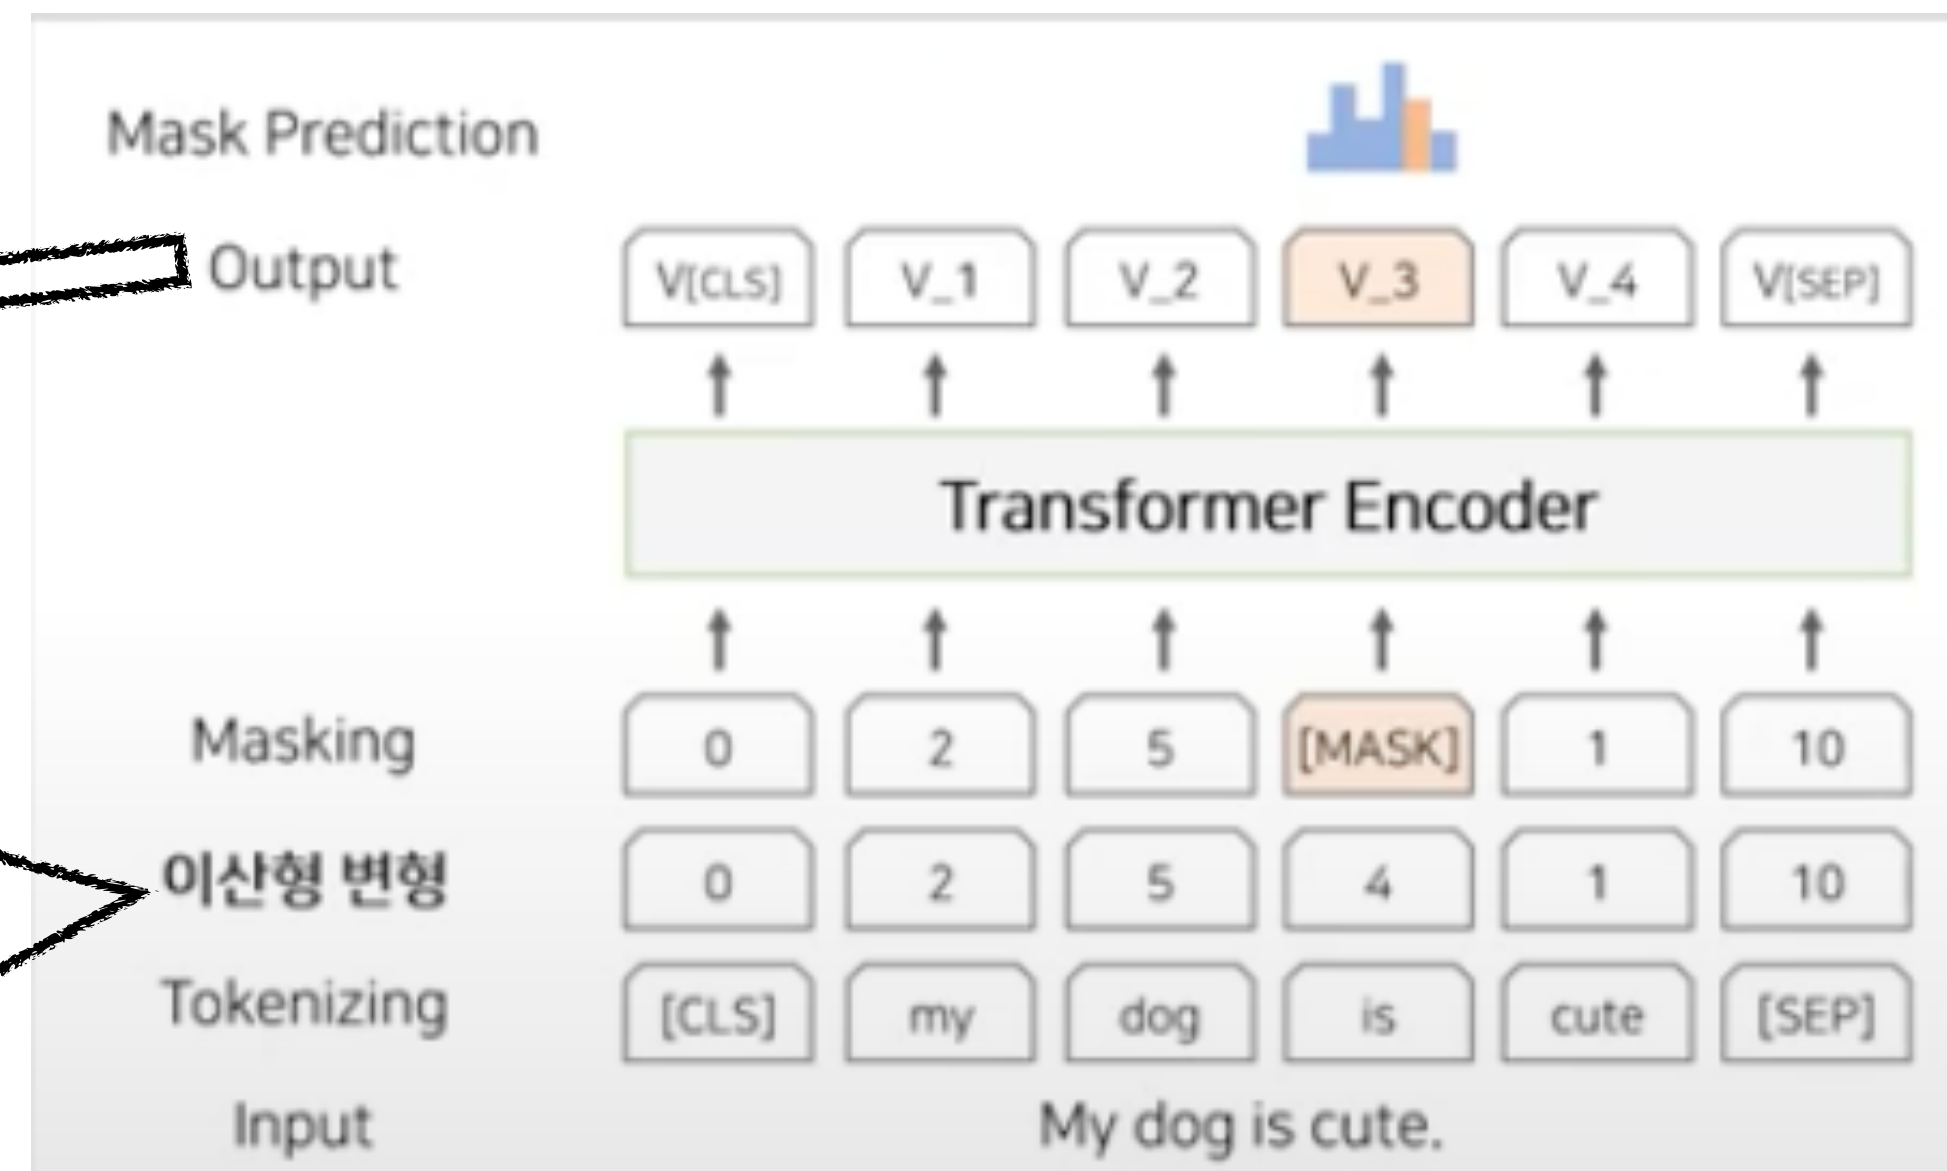 Mask Prediction
Output V[CLS] V_1 V_2 V_3 V_4 V[SEP]
Transformer Encoder
Masking 0 2 5 [MASK] 1 10
이산형 변형 0 2 5 4 1 10
Tokenizing [CLS] my dog is cute [SEP]
Input My dog is cute.